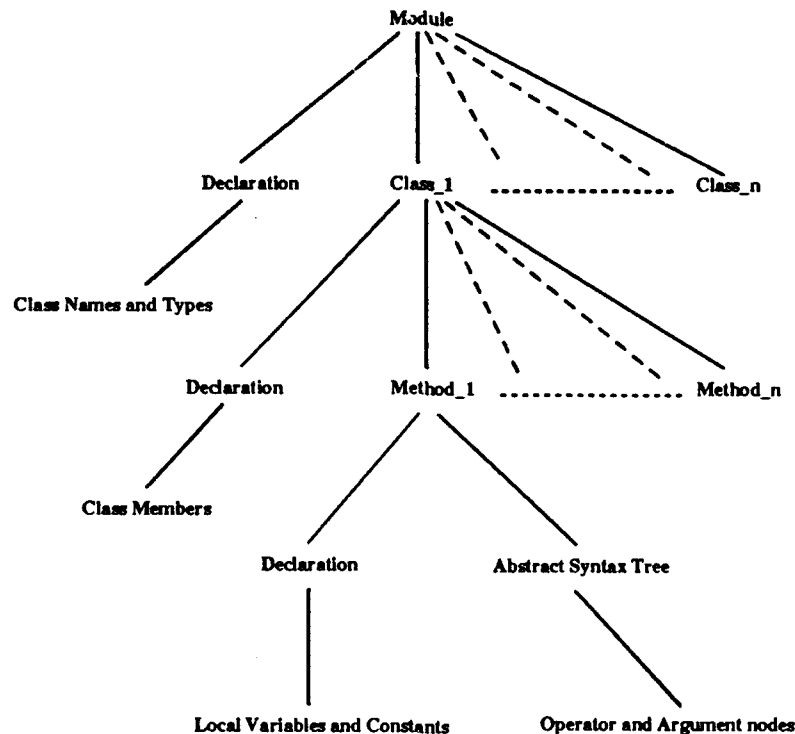 Module
Declaration
Class_1
Class_n
Class Names and Types
Declaration
Method_1
Method_n
Class Members
Declaration
Abstract Syntax Tree
Local Variables and Constants
Operator and Argument nodes